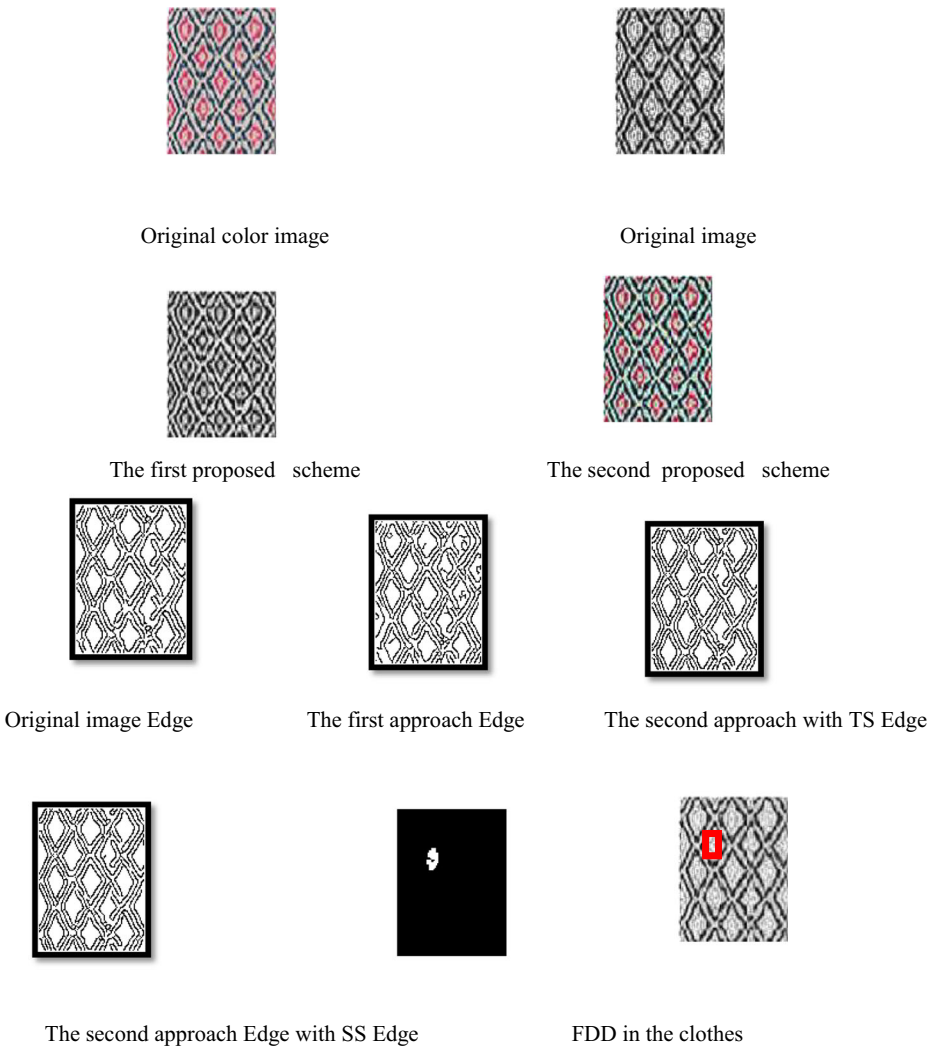 Original color image
Original image
The first proposed scheme
The second proposed scheme
Original image Edge
The first approach Edge
The second approach with TS Edge
The second approach Edge with SS Edge
FDD in the clothes